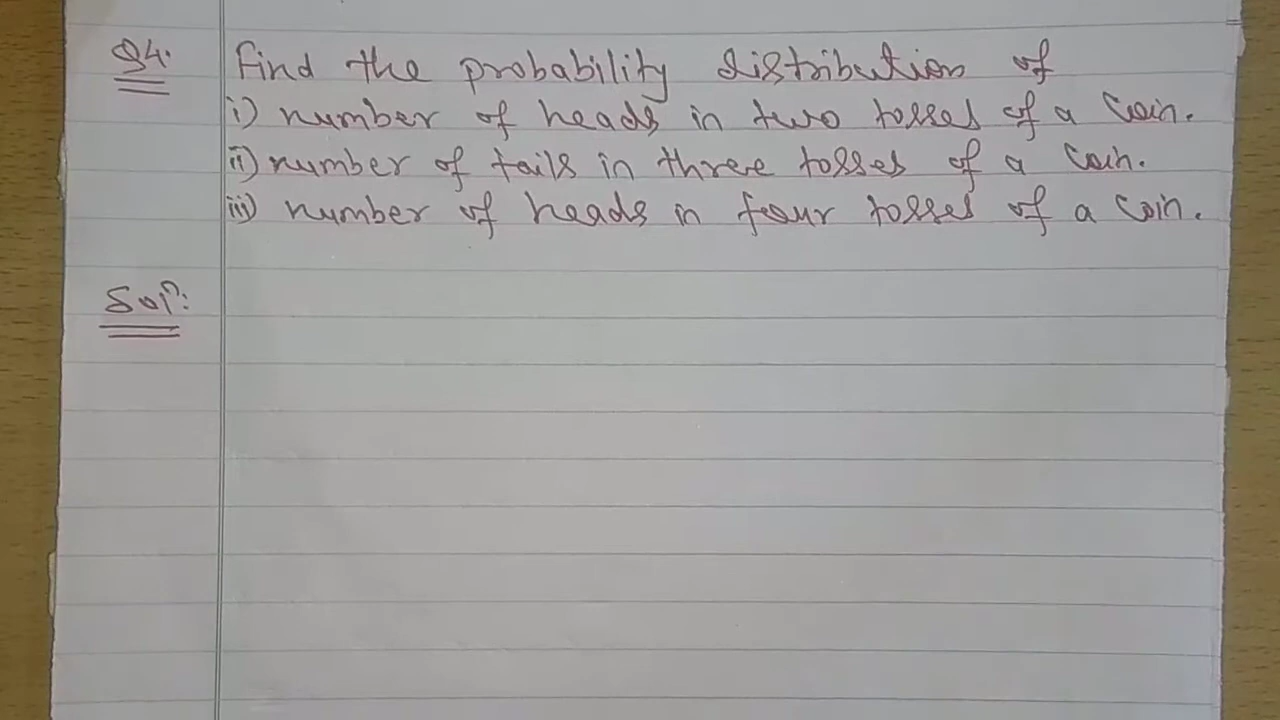 Q4. Find the probability distribution of
i) number of heads in two tosses of a coin.
ii) number of tails in three tosses of a coin.
iii) number of heads in four tosses of a coin.
Solⁿ: